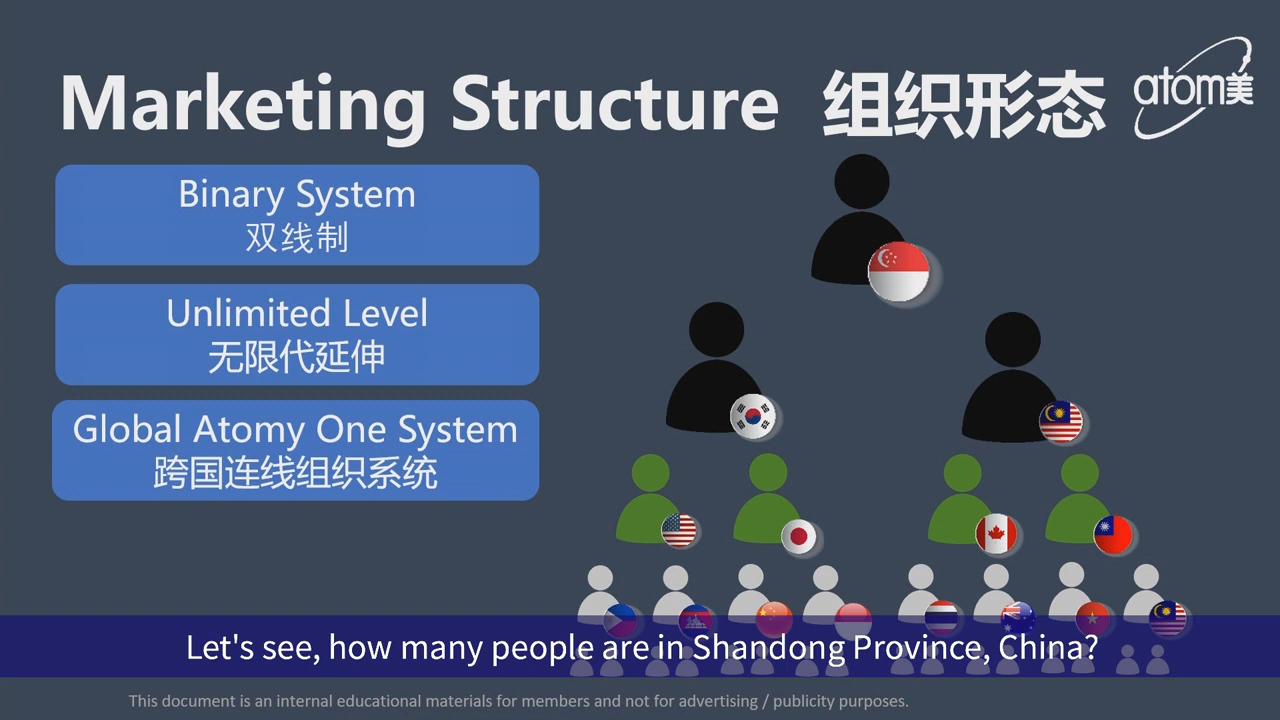 Marketing Structure 组织形态
atom美
Binary System
双线制
Unlimited Level
无限代延伸
Global Atomy One System
跨国连线组织系统
Let's see, how many people are in Shandong Province, China?
This document is an internal educational materials for members and not for advertising / publicity purposes.